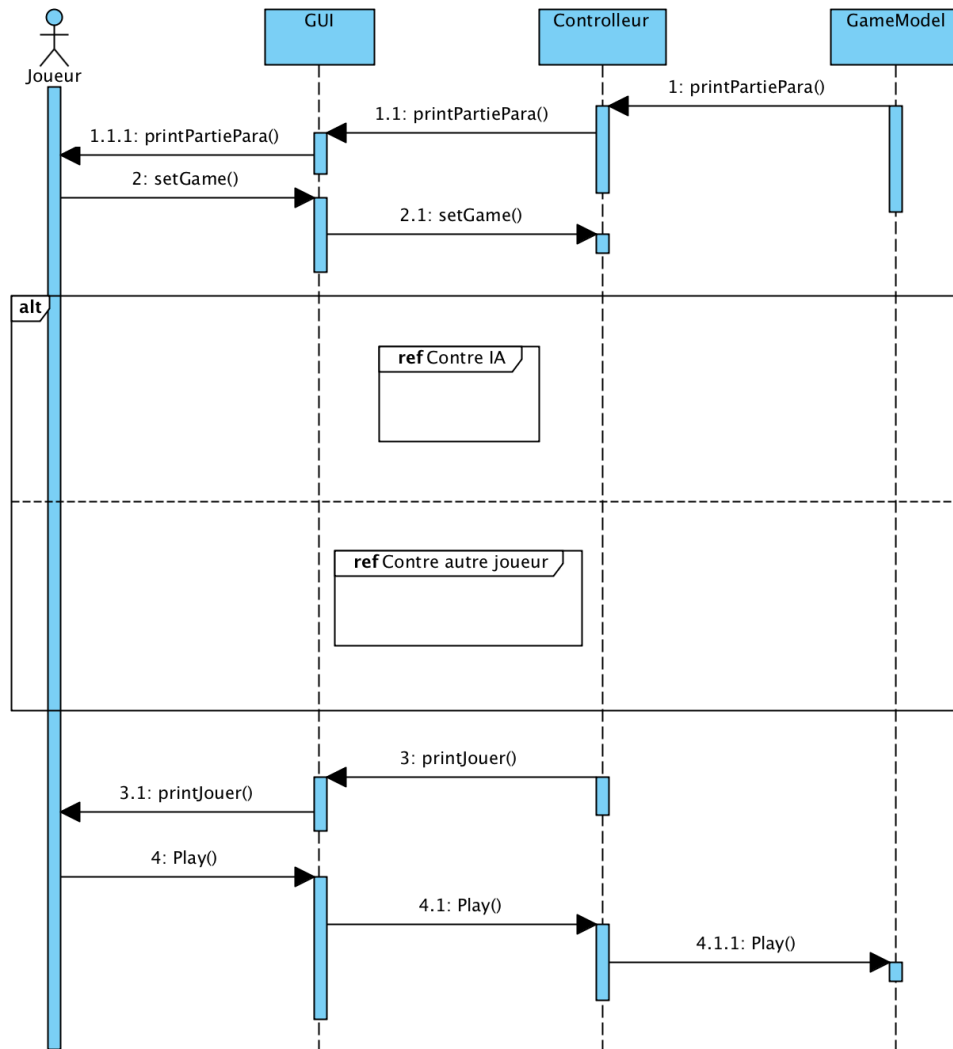 GUI
Controlleur
GameModel
Joueur
1: printPartiePara()
1.1: printPartiePara()
1.1.1: printPartiePara()
2: setGame()
2.1: setGame()
alt
ref Contre IA
ref Contre autre joueur
3: printJouer()
3.1: printJouer()
4: Play()
4.1: Play()
4.1.1: Play()